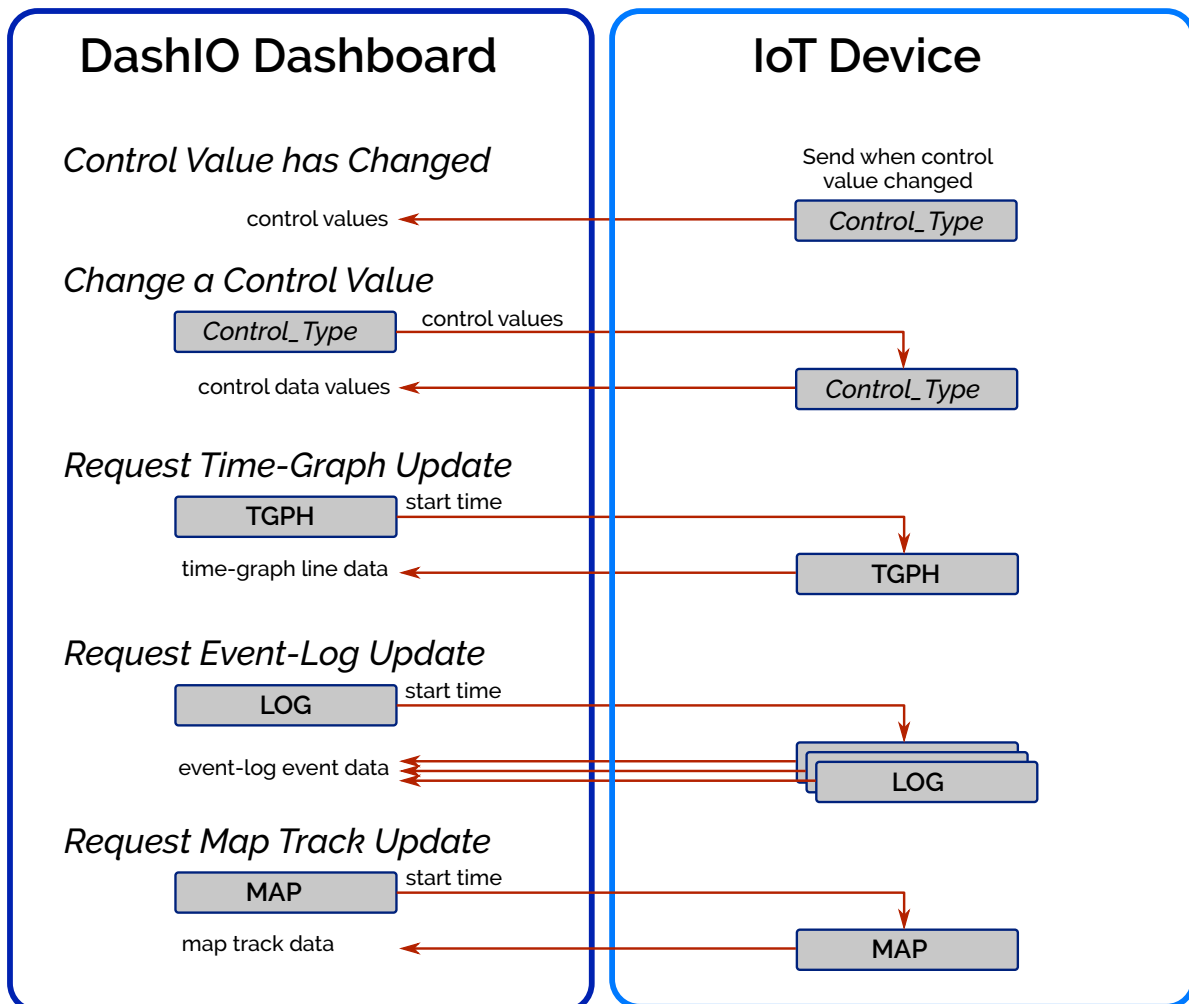 DashIO Dashboard
IoT Device
Control Value has Changed
Send when control
value changed
control values
Control_Type
Change a Control Value
Control_Type
control values
control data values
Control_Type
Request Time-Graph Update
TGPH
start time
time-graph line data
TGPH
Request Event-Log Update
LOG
start time
event-log event data
LOG
Request Map Track Update
MAP
start time
map track data
MAP